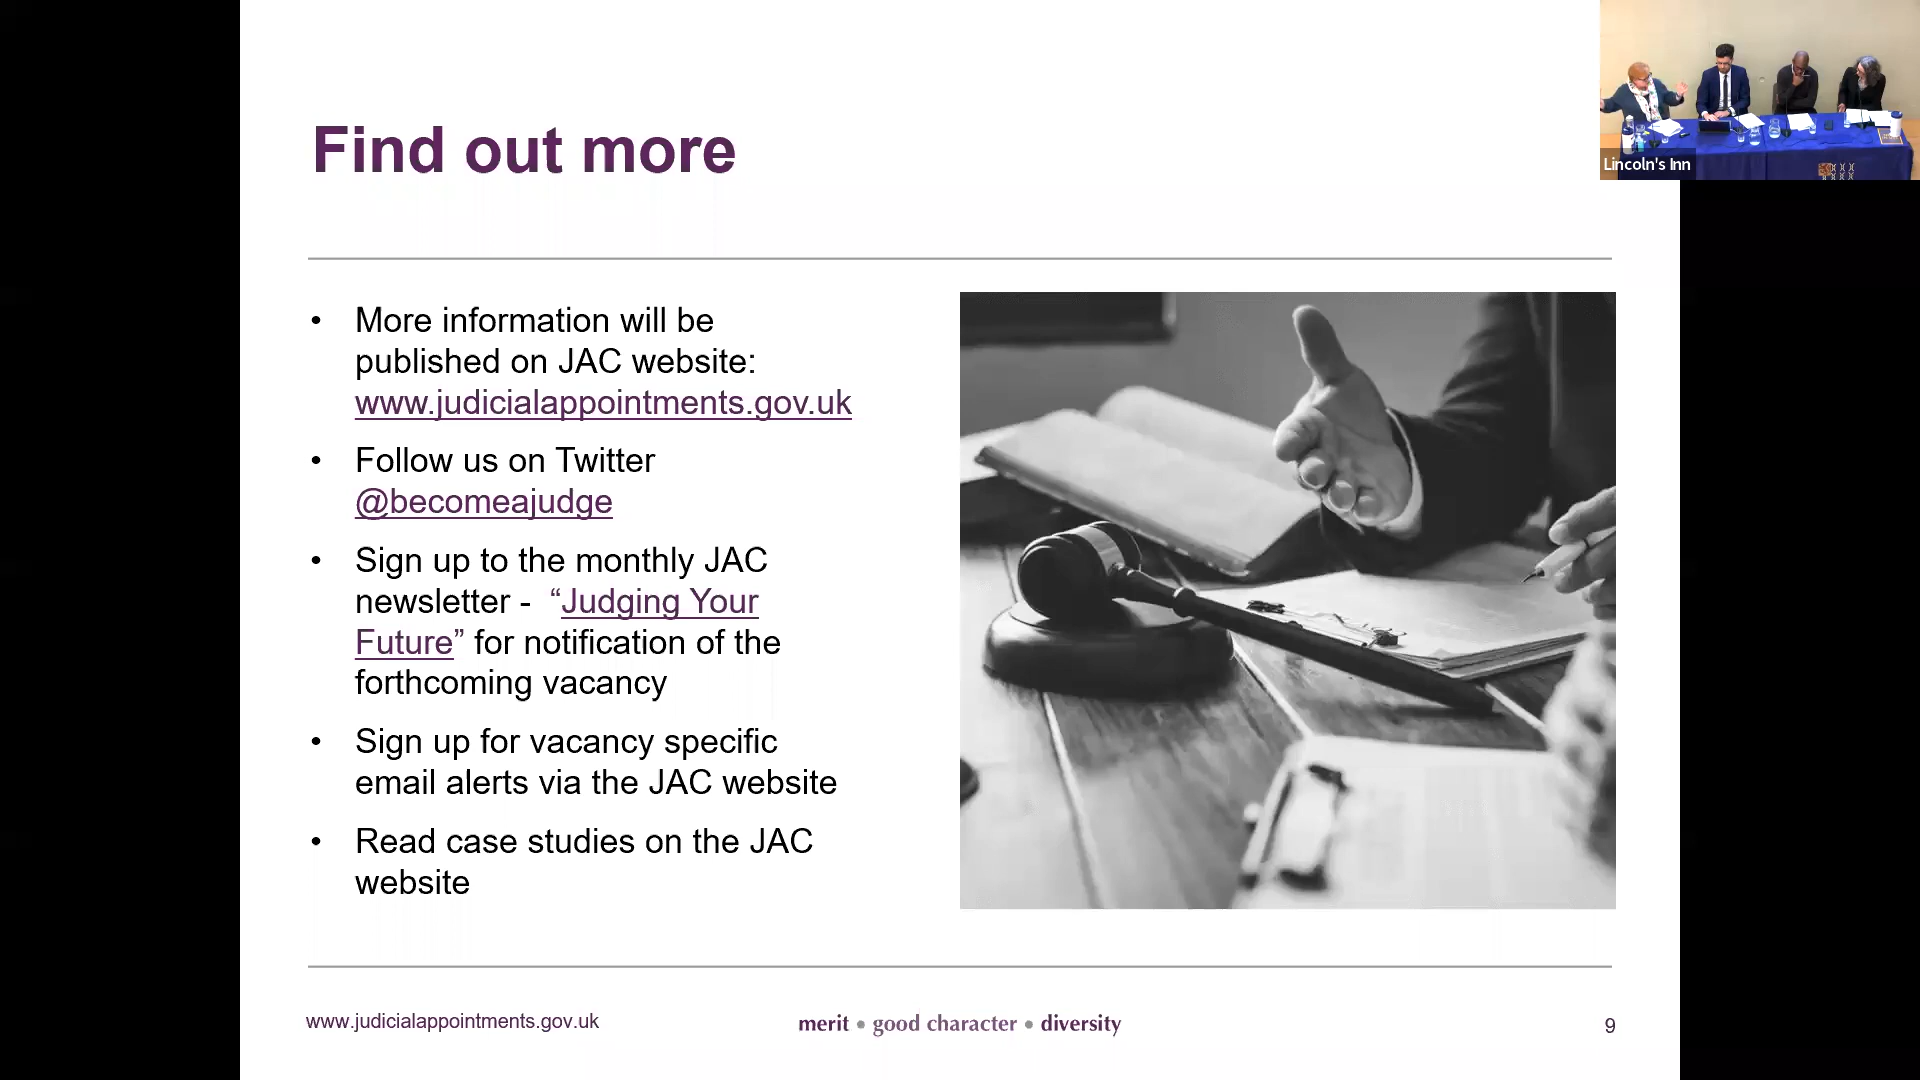 Lincoln's Inn
Find out more
• More information will be
published on JAC website:
www.judicialappointments.gov.uk
• Follow us on Twitter
@becomeajudge
• Sign up to the monthly JAC
newsletter - “Judging Your
Future” for notification of the
forthcoming vacancy
• Sign up for vacancy specific
email alerts via the JAC website
• Read case studies on the JAC
website
www.judicialappointments.gov.uk
merit • good character • diversity
9